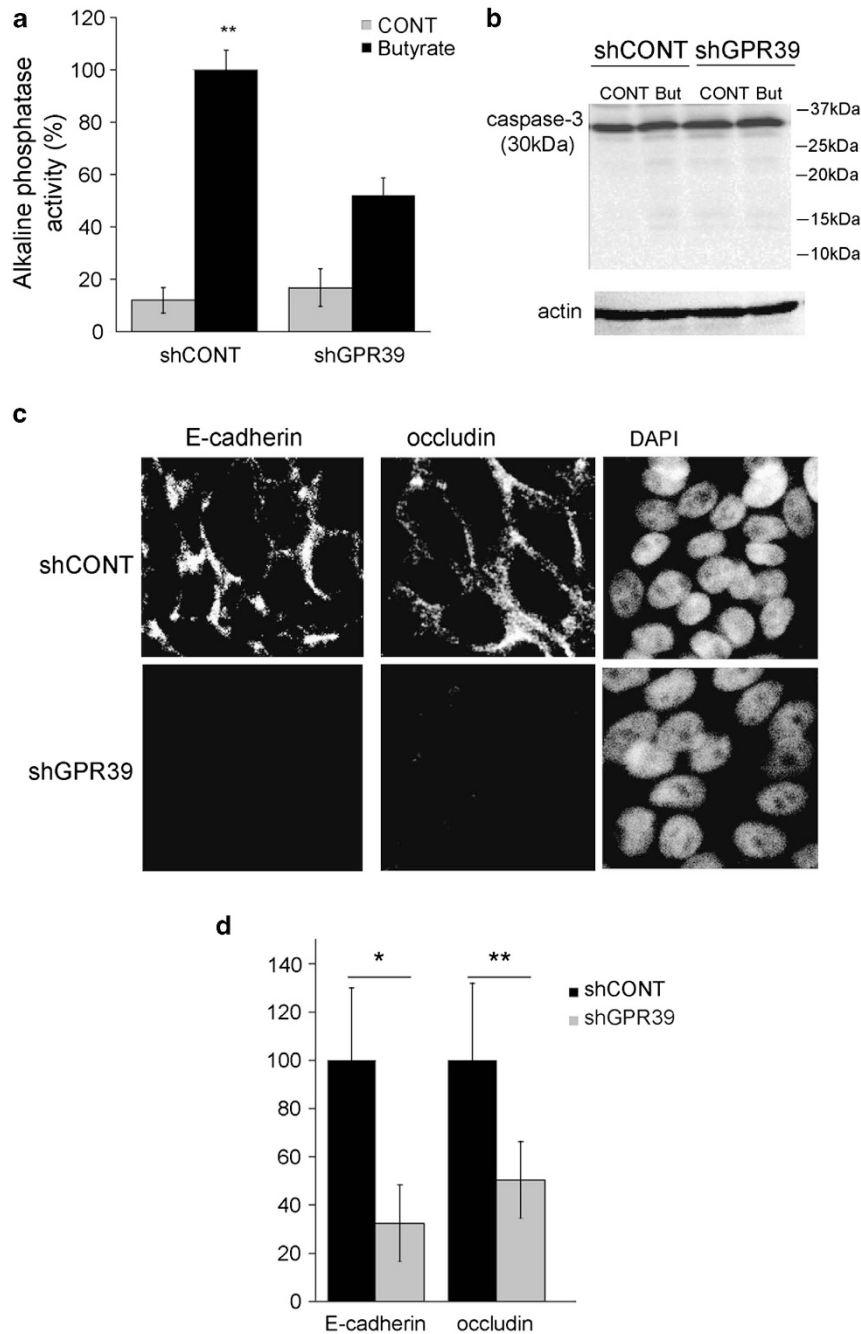 a
120
100
80
60
40
20
0
Alkaline phosphatase
activity (%)
**
CONT
Butyrate
shCONT
shGPR39
b
shCONT shGPR39
CONT But CONT But
caspase-3
(30kDa)
–37kDa
–25kDa
–20kDa
–15kDa
–10kDa
actin
c
E-cadherin occludin DAPI
shCONT
shGPR39
d
140
120
100
80
60
40
20
0
*
**
shCONT
shGPR39
E-cadherin occludin